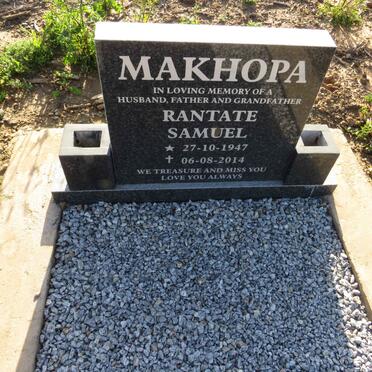 MAKHOPA
IN LOVING MEMORY OF A
HUSBAND, FATHER AND GRANDFATHER
RANTATE
SAMUEL
★ 27-10-1947
✝ 06-08-2014
WE TREASURE AND MISS YOU
LOVE YOU ALWAYS